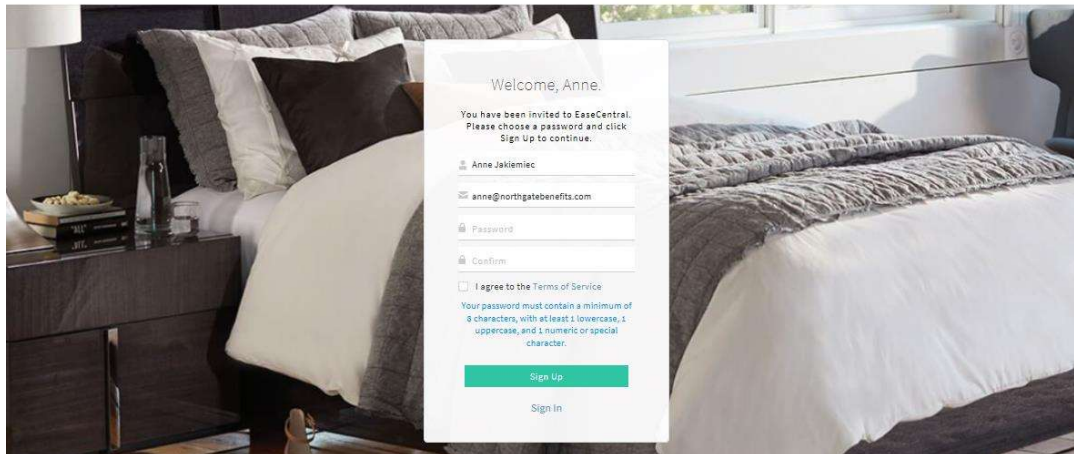 Welcome, Anne.
You have been invited to EaseCentral.
Please choose a password and click
Sign Up to continue.
Anne Jakiemiec
anne@northgatebenefits.com
Password
Confirm
I agree to the Terms of Service
Your password must contain a minimum of
8 characters, with at least 1 lowercase, 1
uppercase, and 1 numeric or special
character.
Sign Up
Sign In
"ALL"